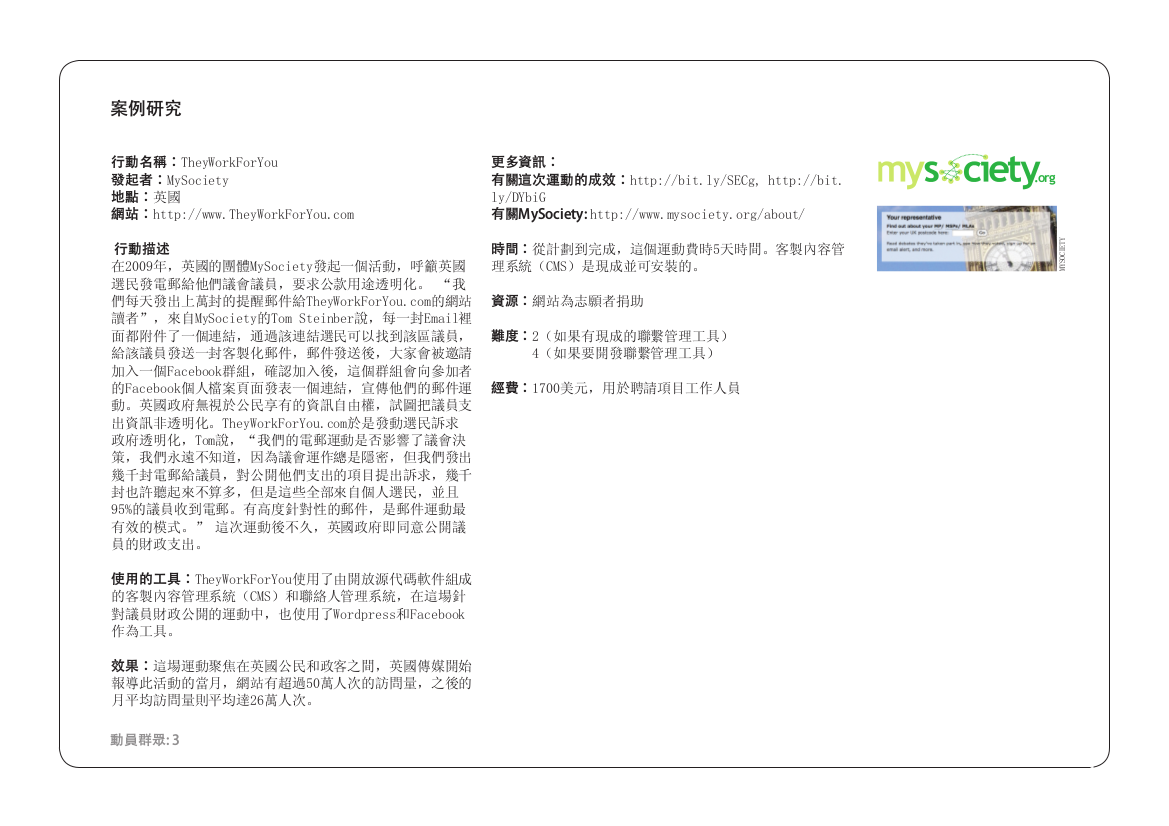 案例研究
行動名稱：TheyWorkForYou
發起者：MySociety
地點：英國
網站：http://www.TheyWorkForYou.com
行動描述
在2009年，英國的團體MySociety發起一個活動，呼籲英國
選民發電郵給他們議會議員，要求公款用途透明化。 “我
們每天發出上萬封的提醒郵件給TheyWorkForYou.com的網站
讀者”，來自MySociety的Tom Steinber說，每一封Email裡
面都附件了一個連結，通過該連結選民可以找到該區議員，
給該議員發送一封客製化郵件，郵件發送後，大家會被邀請
加入一個Facebook群組，確認加入後，這個群組會向參加者
的Facebook個人檔案頁面發表一個連結，宣傳他們的郵件運
動。英國政府無視於公民享有的資訊自由權，試圖把議員支
出資訊非透明化。TheyWorkForYou.com於是發動選民訴求
政府透明化，Tom說，“我們的電郵運動是否影響了議會決
策，我們永遠不知道，因為議會運作總是隱密，但我們發出
幾千封電郵給議員，對公開他們支出的項目提出訴求，幾千
封也許聽起來不算多，但是這些全部來自個人選民，並且
95%的議員收到電郵。有高度針對性的郵件，是郵件運動最
有效的模式。” 這次運動後不久，英國政府即同意公開議
員的財政支出。
使用的工具：TheyWorkForYou使用了由開放源代碼軟件組成
的客製內容管理系統（CMS）和聯絡人管理系統，在這場針
對議員財政公開的運動中，也使用了Wordpress和Facebook
作為工具。
效果：這場運動聚焦在英國公民和政客之間，英國傳媒開始
報導此活動的當月，網站有超過50萬人次的訪問量，之後的
月平均訪問量則平均達26萬人次。
動員群眾: 3
更多資訊：
有關這次運動的成效：http://bit.ly/SECg, http://bit.
ly/DYbiG
有關MySociety: http://www.mysociety.org/about/
時間：從計劃到完成，這個運動費時5天時間。客製內容管
理系統（CMS）是現成並可安裝的。
資源：網站為志願者捐助
難度：2（如果有現成的聯繫管理工具）
4（如果要開發聯繫管理工具）
經費：1700美元，用於聘請項目工作人員
mysociety.org
Your representative
Find out about your MP/ MSPs/ MLAs
Enter your UK postcode here:
Go
email alert, and more.
MYSOCIETY